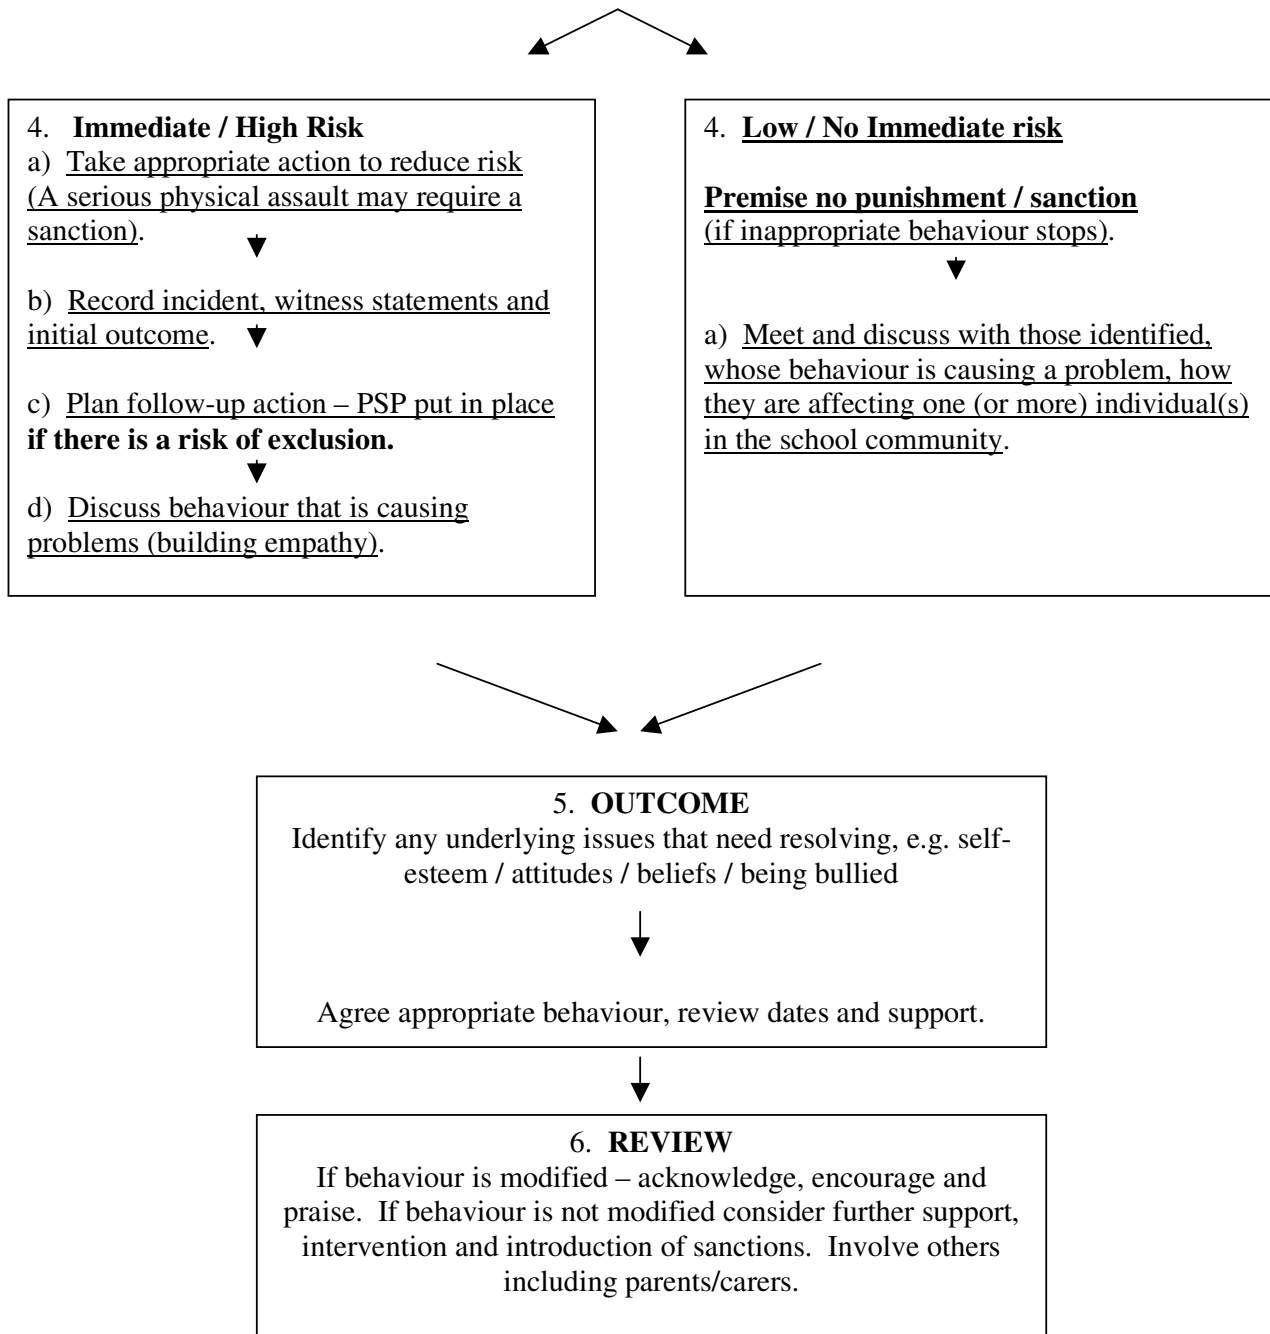 4. Immediate / High Risk
a) Take appropriate action to reduce risk
(A serious physical assault may require a
sanction).
b) Record incident, witness statements and
initial outcome.
c) Plan follow-up action – PSP put in place
if there is a risk of exclusion.
d) Discuss behaviour that is causing
problems (building empathy).
4. Low / No Immediate risk
Premise no punishment / sanction
(if inappropriate behaviour stops).
a) Meet and discuss with those identified,
whose behaviour is causing a problem, how
they are affecting one (or more) individual(s)
in the school community.
5. OUTCOME
Identify any underlying issues that need resolving, e.g. self-
esteem / attitudes / beliefs / being bullied
Agree appropriate behaviour, review dates and support.
6. REVIEW
If behaviour is modified – acknowledge, encourage and
praise. If behaviour is not modified consider further support,
intervention and introduction of sanctions. Involve others
including parents/carers.